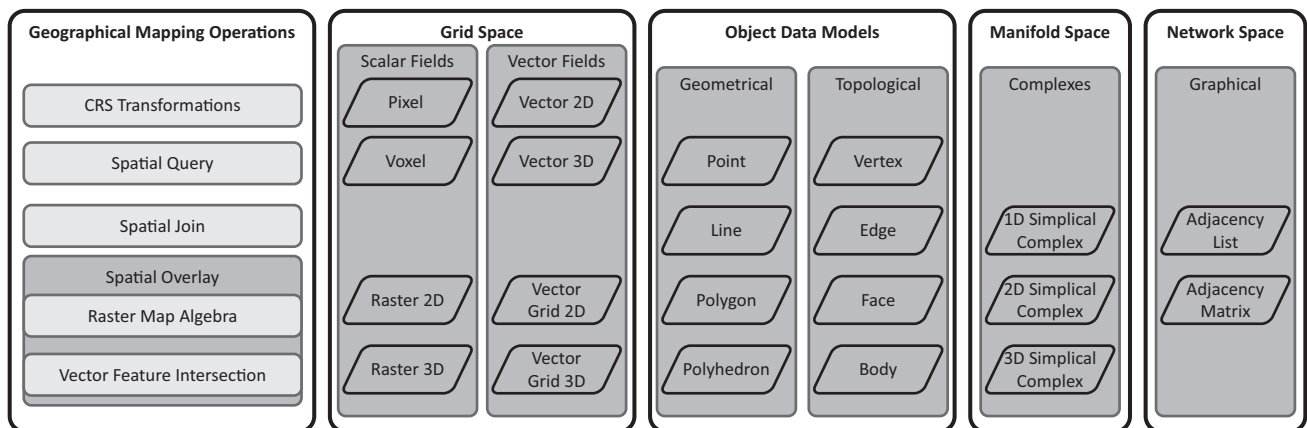 Geographical Mapping Operations
CRS Transformations
Spatial Query
Spatial Join
Spatial Overlay
Raster Map Algebra
Vector Feature Intersection
Grid Space
Scalar Fields
Pixel
Voxel
Raster 2D
Raster 3D
Vector Fields
Vector 2D
Vector 3D
Vector
Grid 2D
Vector
Grid 3D
Object Data Models
Geometrical
Point
Line
Polygon
Polyhedron
Topological
Vertex
Edge
Face
Body
Manifold Space
Complexes
1D Simplical
Complex
2D Simplical
Complex
3D Simplical
Complex
Network Space
Graphical
Adjacency
List
Adjacency
Matrix